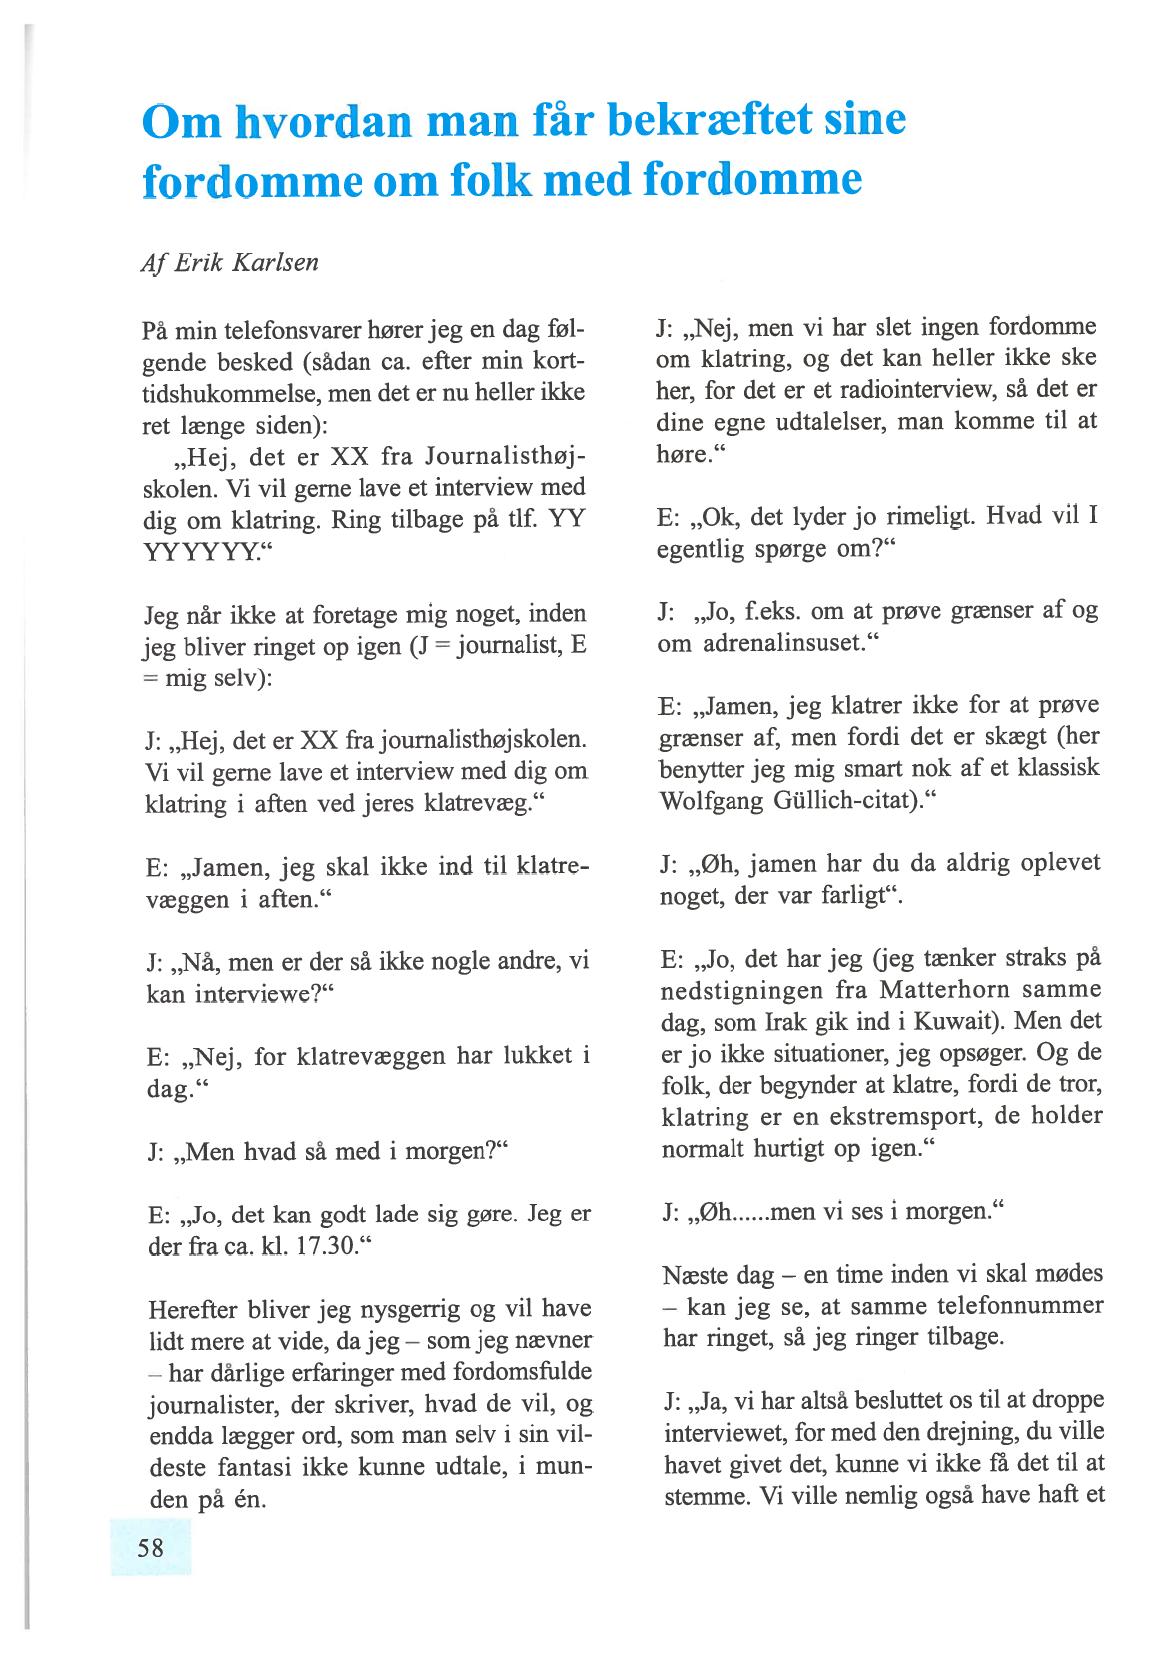 Om hvordan man får bekræftet sine
fordomme om folk med fordomme
Af Erik Karlsen
På min telefonsvarer hører jeg en dag føl-
gende besked (sådan ca. efter min kort-
tidshukommelse, men det er nu heller ikke
ret længe siden):
„Hej, det er XX fra Journalisthøj-
skolen. Vi vil gerne lave et interview med
dig om klatring. Ring tilbage på tlf. YY
YYYYYY.“
Jeg når ikke at foretage mig noget, inden
jeg bliver ringet op igen (J = journalist, E
= mig selv):
J: „Hej, det er XX fra journalisthøjskolen.
Vi vil gerne lave et interview med dig om
klatring i aften ved jeres klatrevæg.“
E: „Jamen, jeg skal ikke ind til klatre-
væggen i aften.“
J: „Nå, men er der så ikke nogle andre, vi
kan interviewe?“
E: „Nej, for klatrevæggen har lukket i
dag.“
J: „Men hvad så med i morgen?“
E: „Jo, det kan godt lade sig gøre. Jeg er
der fra ca. kl. 17.30.“
Herefter bliver jeg nysgerrig og vil have
lidt mere at vide, da jeg – som jeg nævner
– har dårlige erfaringer med fordomsfulde
journalister, der skriver, hvad de vil, og
endda lægger ord, som man selv i sin vil-
deste fantasi ikke kunne udtale, i mun-
den på én.
J: „Nej, men vi har slet ingen fordomme
om klatring, og det kan heller ikke ske
her, for det er et radiointerview, så det er
dine egne udtalelser, man komme til at
høre.“
E: „Ok, det lyder jo rimeligt. Hvad vil I
egentlig spørge om?“
J: „Jo, f.eks. om at prøve grænser af og
om adrenalinsuset.“
E: „Jamen, jeg klatrer ikke for at prøve
grænser af, men fordi det er skægt (her
benytter jeg mig smart nok af et klassisk
Wolfgang Güllich-citat).“
J: „Øh, jamen har du da aldrig oplevet
noget, der var farligt“.
E: „Jo, det har jeg (jeg tænker straks på
nedstigningen fra Matterhorn samme
dag, som Irak gik ind i Kuwait). Men det
er jo ikke situationer, jeg opsøger. Og de
folk, der begynder at klatre, fordi de tror,
klatring er en ekstremsport, de holder
normalt hurtigt op igen.“
J: „Øh......men vi ses i morgen.“
Næste dag – en time inden vi skal mødes
– kan jeg se, at samme telefonnummer
har ringet, så jeg ringer tilbage.
J: „Ja, vi har altså besluttet os til at droppe
interviewet, for med den drejning, du ville
havet givet det, kunne vi ikke få det til at
stemme. Vi ville nemlig også have haft et
58